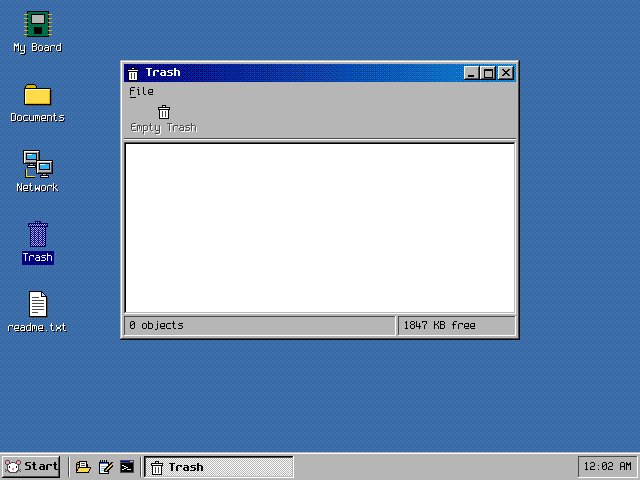 My Board
Documents
Network
Trash
readme.txt
Trash
File
Empty Trash
0 objects
1847 KB free
Start
Trash
12:02 AM